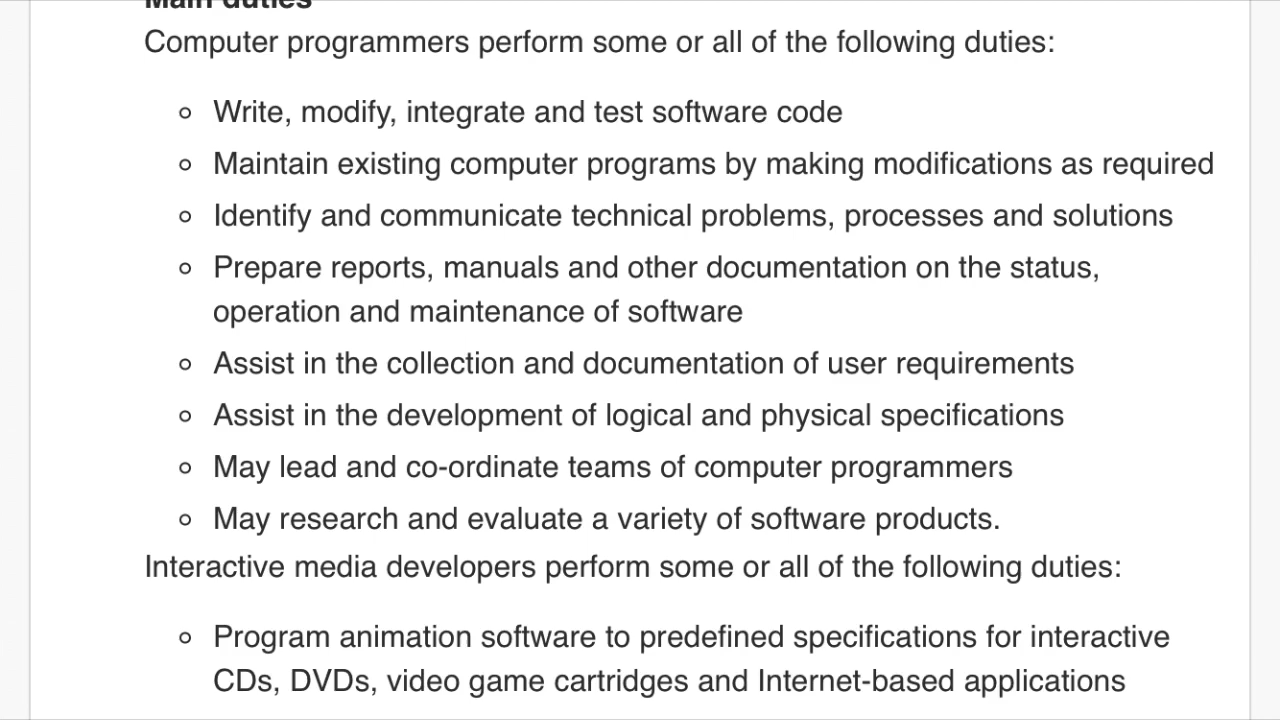 Main duties
Computer programmers perform some or all of the following duties:
Write, modify, integrate and test software code
Maintain existing computer programs by making modifications as required
Identify and communicate technical problems, processes and solutions
Prepare reports, manuals and other documentation on the status,
operation and maintenance of software
Assist in the collection and documentation of user requirements
Assist in the development of logical and physical specifications
May lead and co-ordinate teams of computer programmers
May research and evaluate a variety of software products.
Interactive media developers perform some or all of the following duties:
Program animation software to predefined specifications for interactive
CDs, DVDs, video game cartridges and Internet-based applications